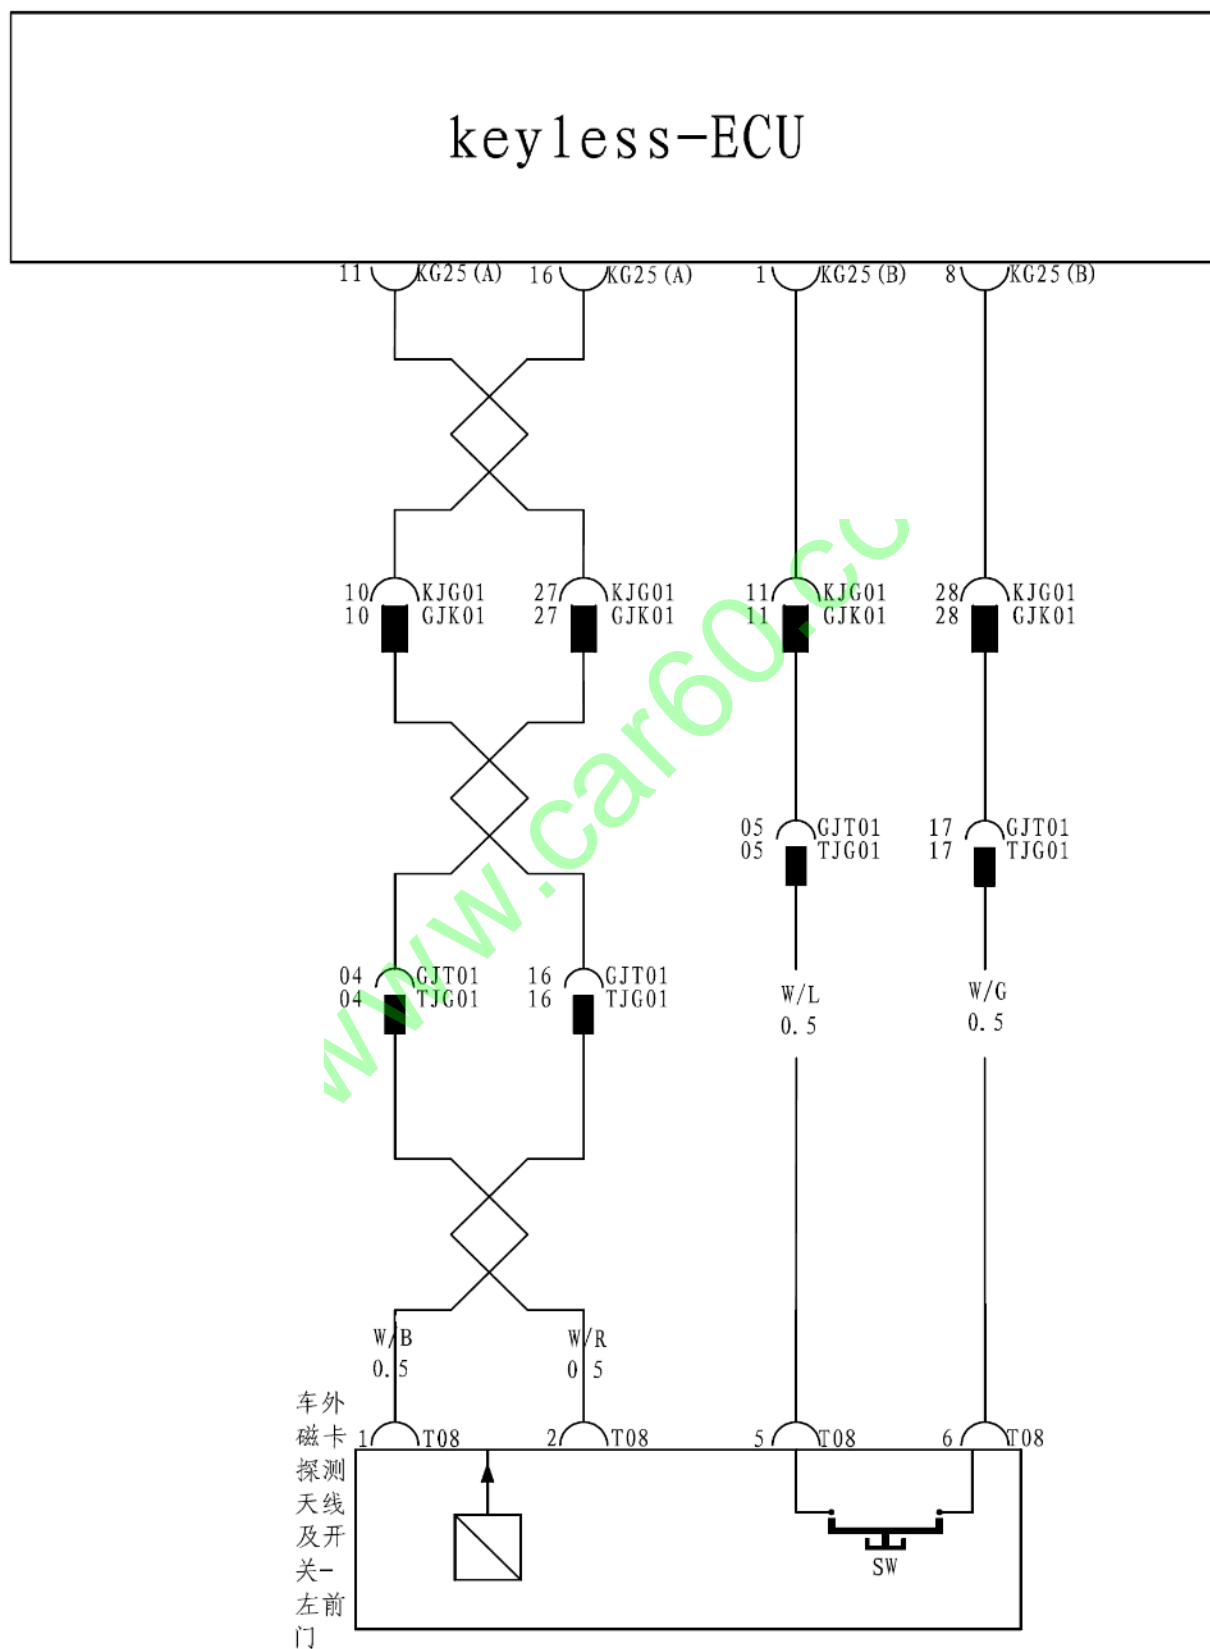 keyless-ECU
11 KG25(A) 16 KG25(A) 1 KG25(B) 8 KG25(B)
10 KJG01 27 KJG01 11 KJG01 28 KJG01
10 GJK01 27 GJK01 11 GJK01 28 GJK01
05 GJT01 17 GJT01
05 TJG01 17 TJG01
04 GJT01 16 GJT01
04 TJG01 16 TJG01
W/L W/G
0.5 0.5
www.car60.co
W/B W/R
0.5 0.5
车外
磁卡
探测
天线
及开
关-
左前
门
1 T08 2 T08 5 T08 6 T08
SW